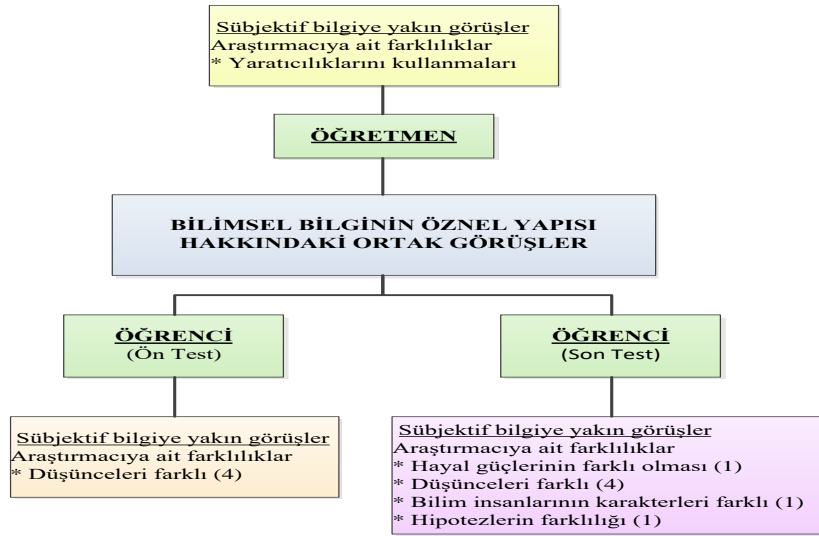 Sübjektif bilgiye yakın görüşler
Araştırmacıya ait farklılıklar
* Yaratıcılıklarını kullanmaları
ÖĞRETMEN
BİLİMSEL BİLGİNİN ÖZNEL YAPISI
HAKKINDAKİ ORTAK GÖRÜŞLER
ÖĞRENCİ
(Ön Test)
Sübjektif bilgiye yakın görüşler
Araştırmacıya ait farklılıklar
* Düşünceleri farklı (4)
ÖĞRENCİ
(Son Test)
Sübjektif bilgiye yakın görüşler
Araştırmacıya ait farklılıklar
* Hayal güçlerinin farklı olması (1)
* Düşünceleri farklı (4)
* Bilim insanlarının karakterleri farklı (1)
* Hipotezlerin farklılığı (1)